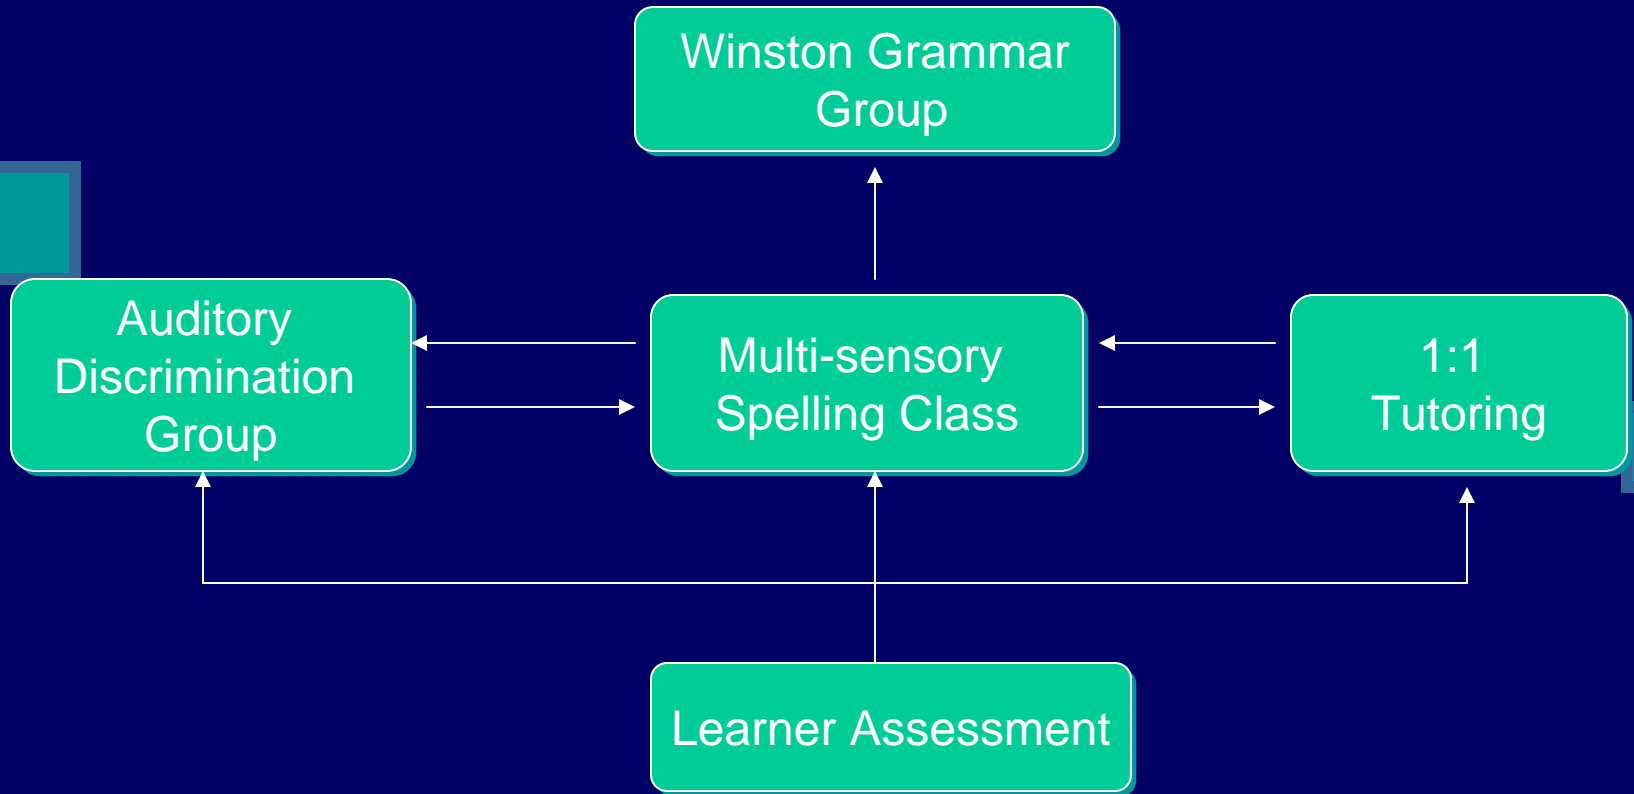 Winston Grammar
Group
Auditory
Discrimination
Group
Multi-sensory
Spelling Class
1:1
Tutoring
Learner Assessment